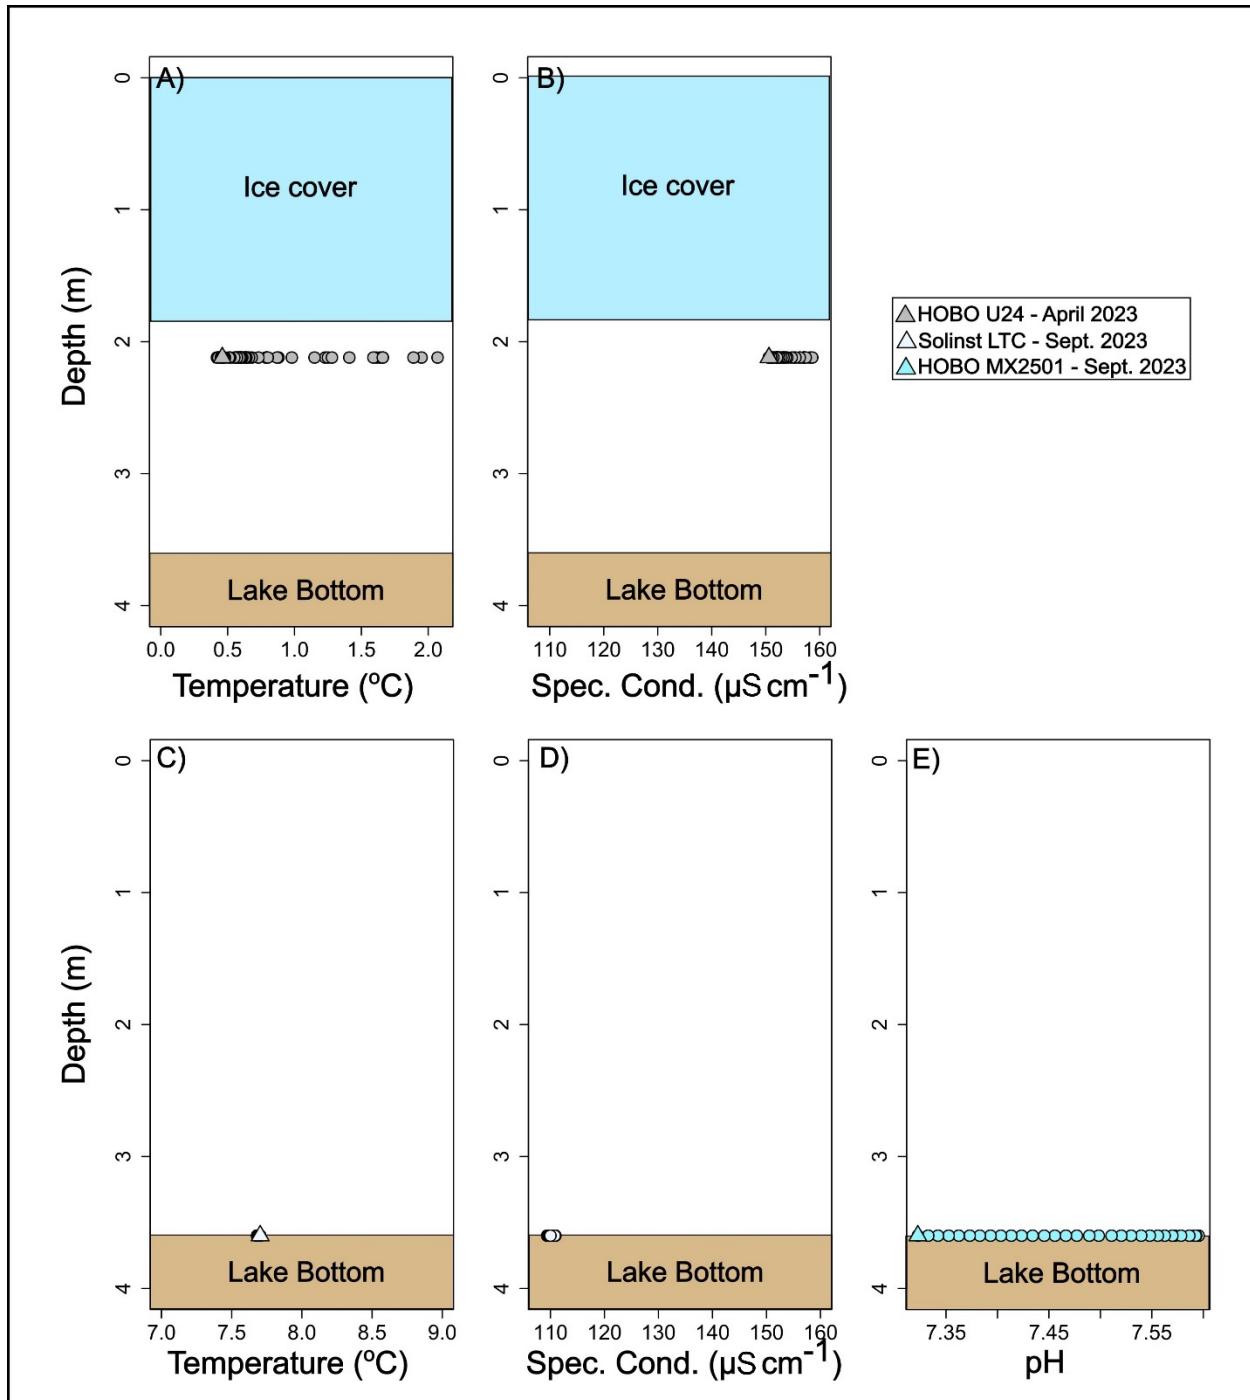 A)
0
1
2
3
4
Depth (m)
Ice cover
Lake Bottom
0.0 0.5 1.0 1.5 2.0
Temperature (ºC)
B)
0
1
2
3
4
Ice cover
Lake Bottom
110 120 130 140 150 160
Spec. Cond. (µS cm⁻¹)
HOBO U24 - April 2023
Solinst LTC - Sept. 2023
HOBO MX2501 - Sept. 2023
C)
0
1
2
3
4
Depth (m)
Lake Bottom
7.0 7.5 8.0 8.5 9.0
Temperature (ºC)
D)
0
1
2
3
4
Lake Bottom
110 120 130 140 150 160
Spec. Cond. (µS cm⁻¹)
E)
0
1
2
3
4
Lake Bottom
7.35 7.45 7.55
pH